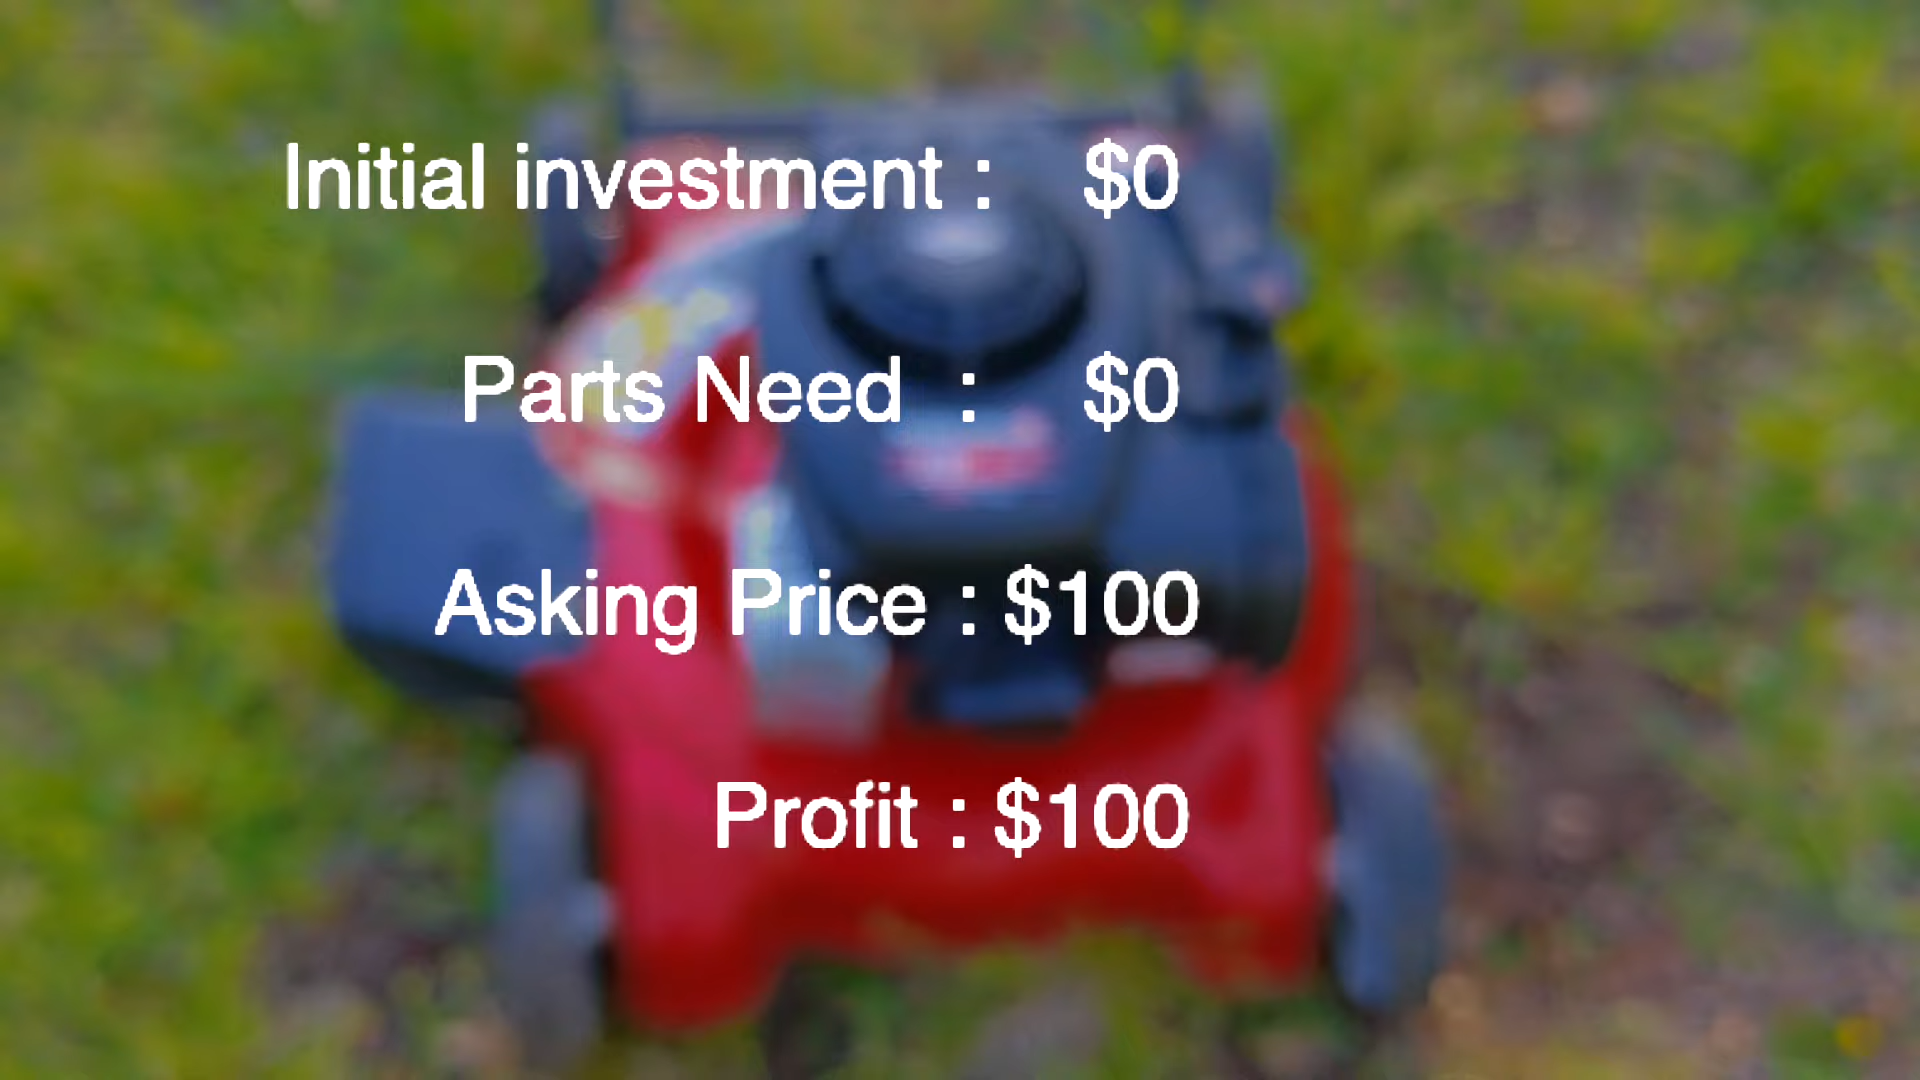 Initial investment : $0
Parts Need : $0
Asking Price : $100
Profit : $100